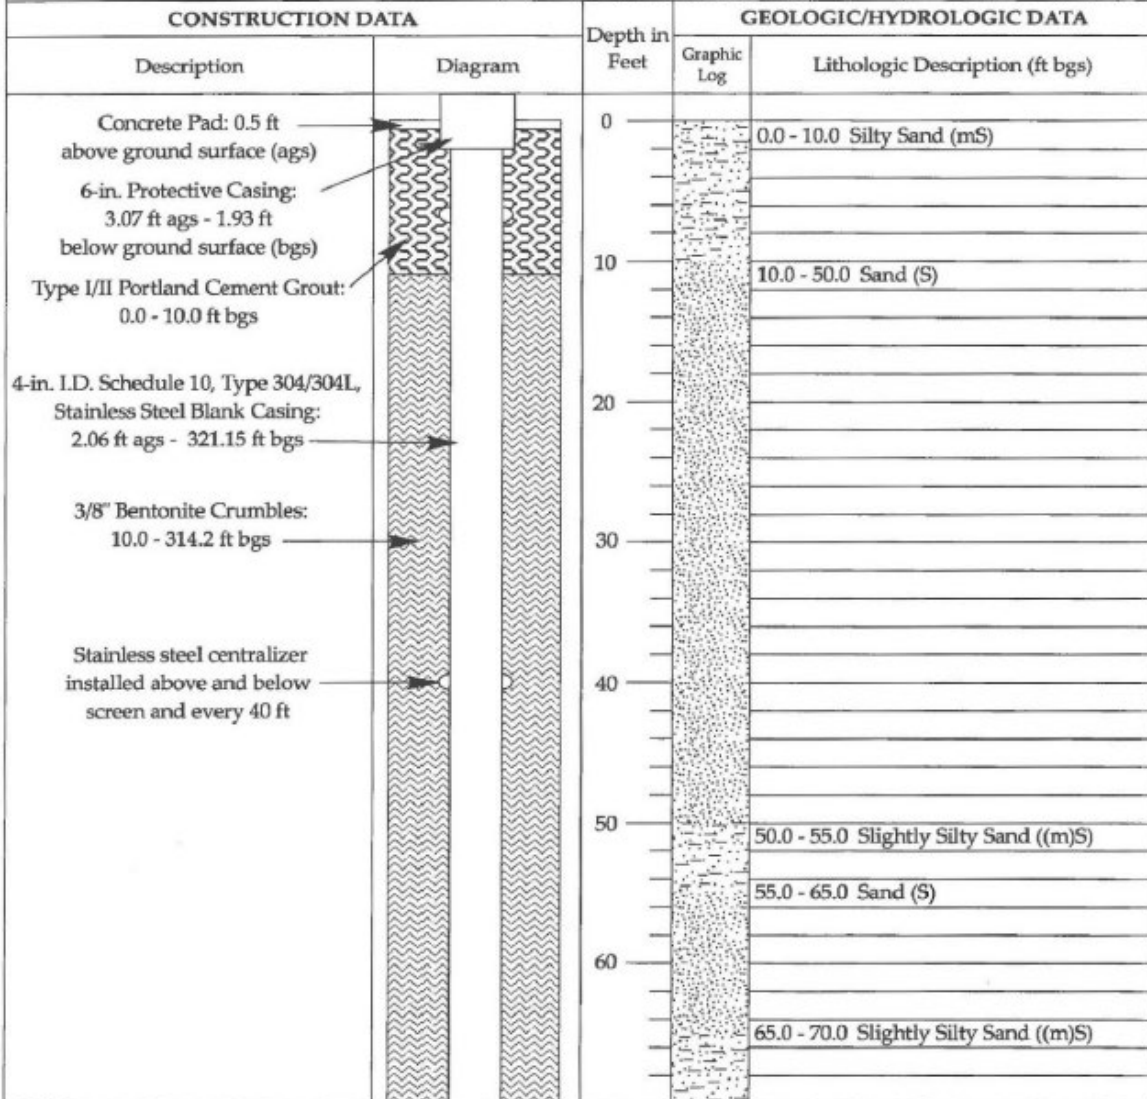 CONSTRUCTION DATA
GEOLOGIC/HYDROLOGIC DATA
Description
Diagram
Depth in
Feet
Graphic
Log
Lithologic Description (ft bgs)
Concrete Pad: 0.5 ft
above ground surface (ags)
6-in. Protective Casing:
3.07 ft ags - 1.93 ft
below ground surface (bgs)
Type I/II Portland Cement Grout:
0.0 - 10.0 ft bgs
4-in. I.D. Schedule 10, Type 304/304L,
Stainless Steel Blank Casing:
2.06 ft ags - 321.15 ft bgs
3/8" Bentonite Crumbles:
10.0 - 314.2 ft bgs
Stainless steel centralizer
installed above and below
screen and every 40 ft
0
10
20
30
40
50
60
0.0 - 10.0 Silty Sand (mS)
10.0 - 50.0 Sand (S)
50.0 - 55.0 Slightly Silty Sand ((m)S)
55.0 - 65.0 Sand (S)
65.0 - 70.0 Slightly Silty Sand ((m)S)